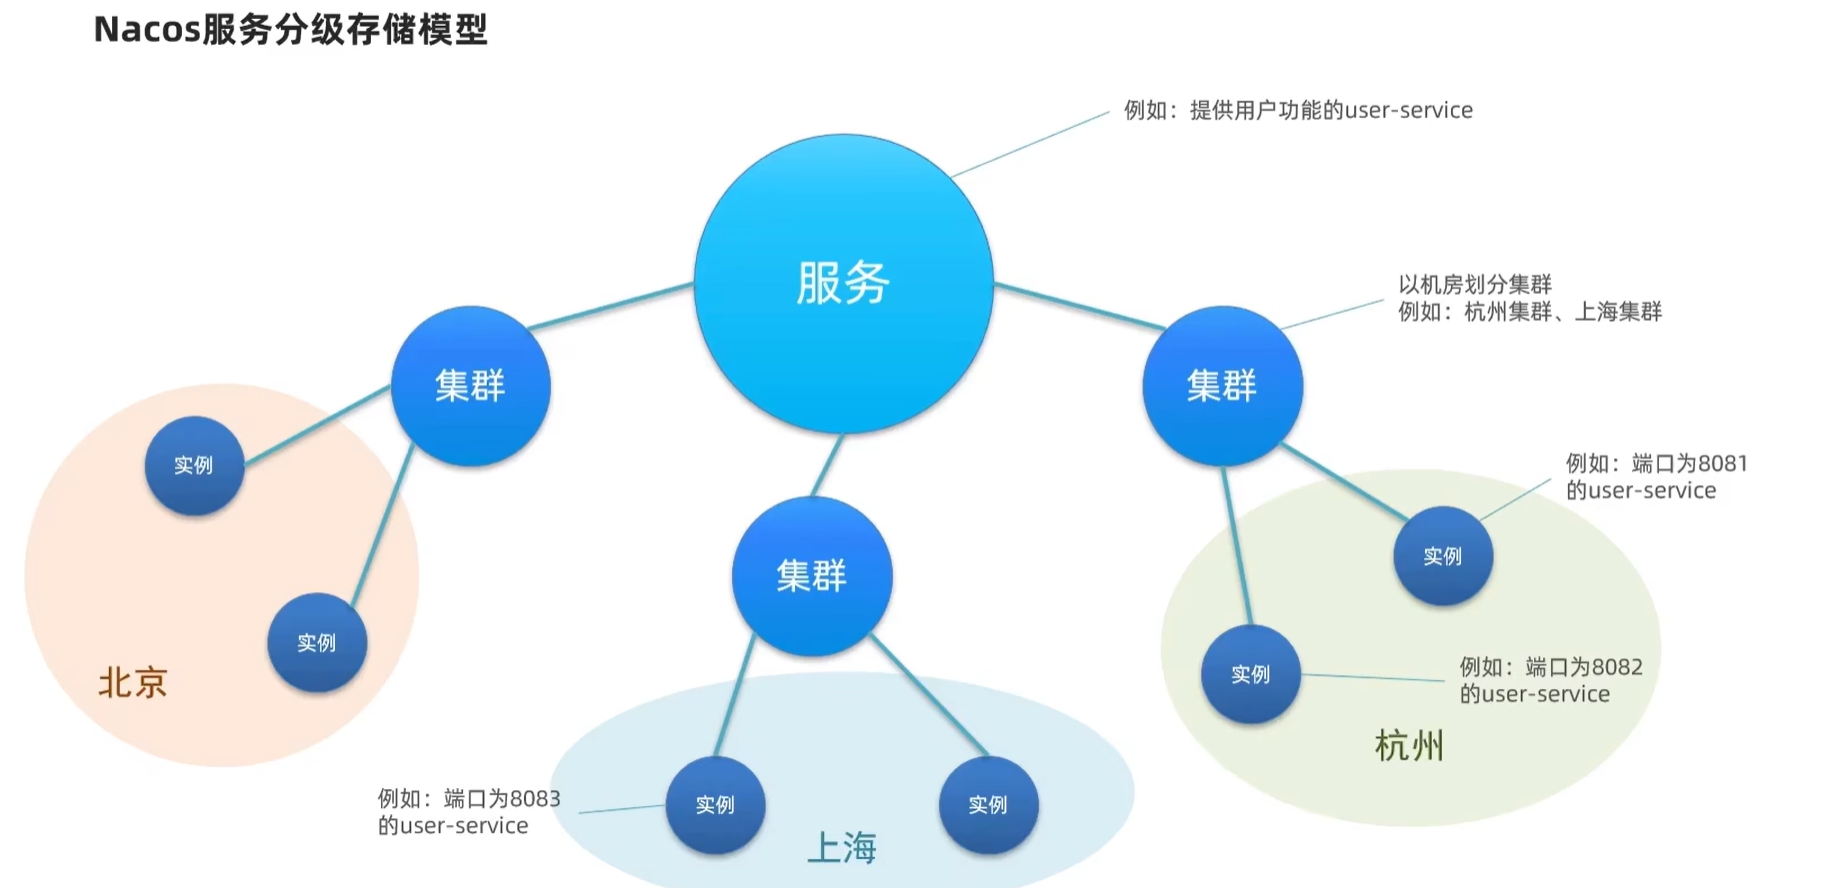 Nacos服务分级存储模型
例如：提供用户功能的user-service
服务
以机房划分集群
例如：杭州集群、上海集群
集群
集群
实例
例如：端口为8081
的user-service
实例
集群
实例
实例
例如：端口为8082
的user-service
北京
杭州
例如：端口为8083
的user-service
实例
实例
上海